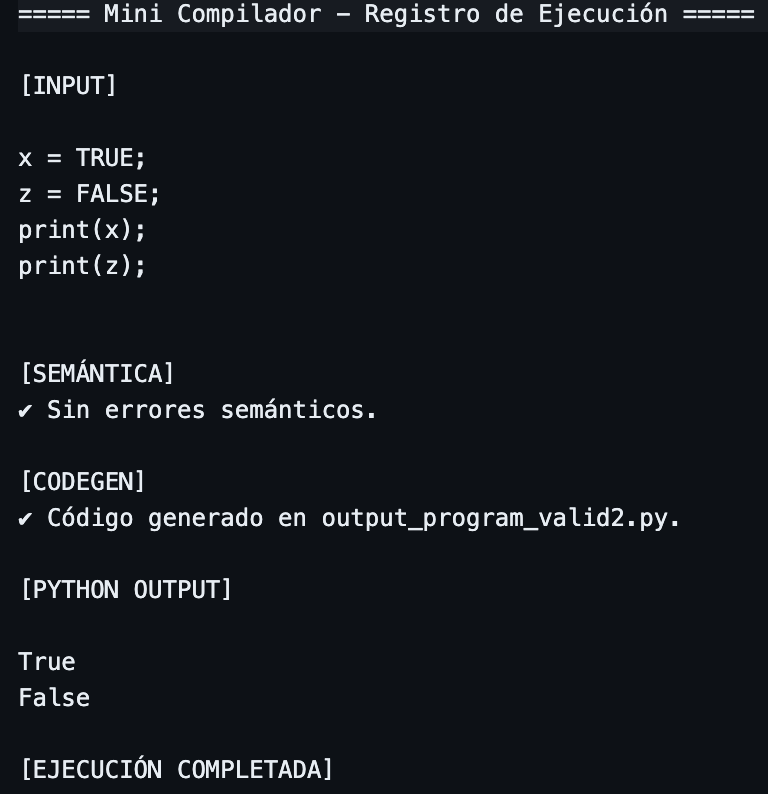 ===== Mini Compilador – Registro de Ejecución =====
[INPUT]
x = TRUE;
z = FALSE;
print(x);
print(z);
[SEMÁNTICA]
✔ Sin errores semánticos.
[CODEGEN]
✔ Código generado en output_program_valid2.py.
[PYTHON OUTPUT]
True
False
[EJECUCIÓN COMPLETADA]